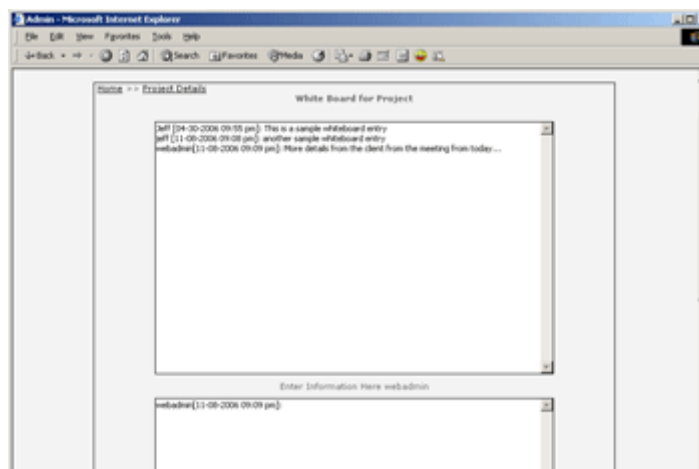 Admin - Microsoft Internet Explorer
File Edit View Favorites Tools Help
Back Search Favorites Media
Home >> Project Details
White Board for Project
Jeff [04-30-2006 09:55 pm]: This is a sample whiteboard entry
jeff [11-08-2006 09:08 pm]: another sample whiteboard entry
webadmin[11-08-2006 09:09 pm]: More details from the client from the meeting from today...
Enter Information Here webadmin
webadmin[11-08-2006 09:09 pm]: